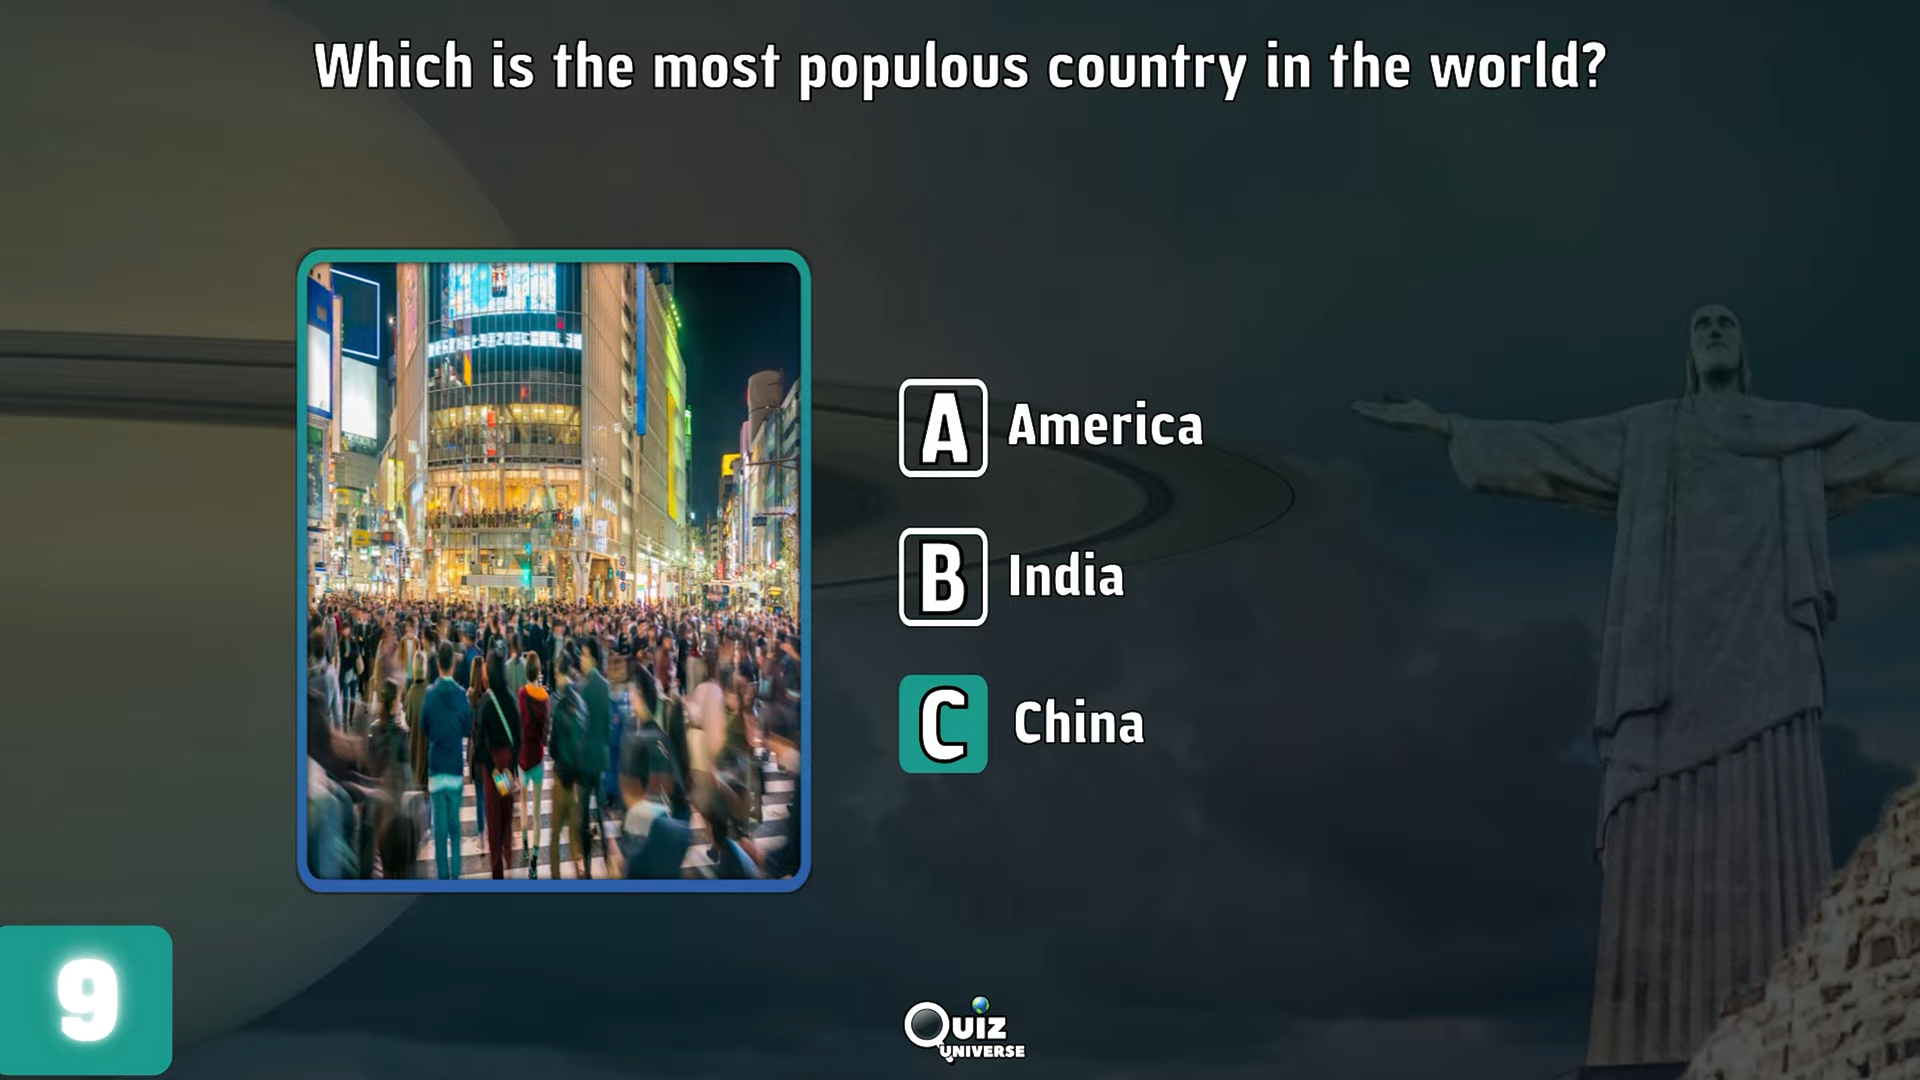 Which is the most populous country in the world?
A America
B India
C China
9
QUIZ
UNIVERSE